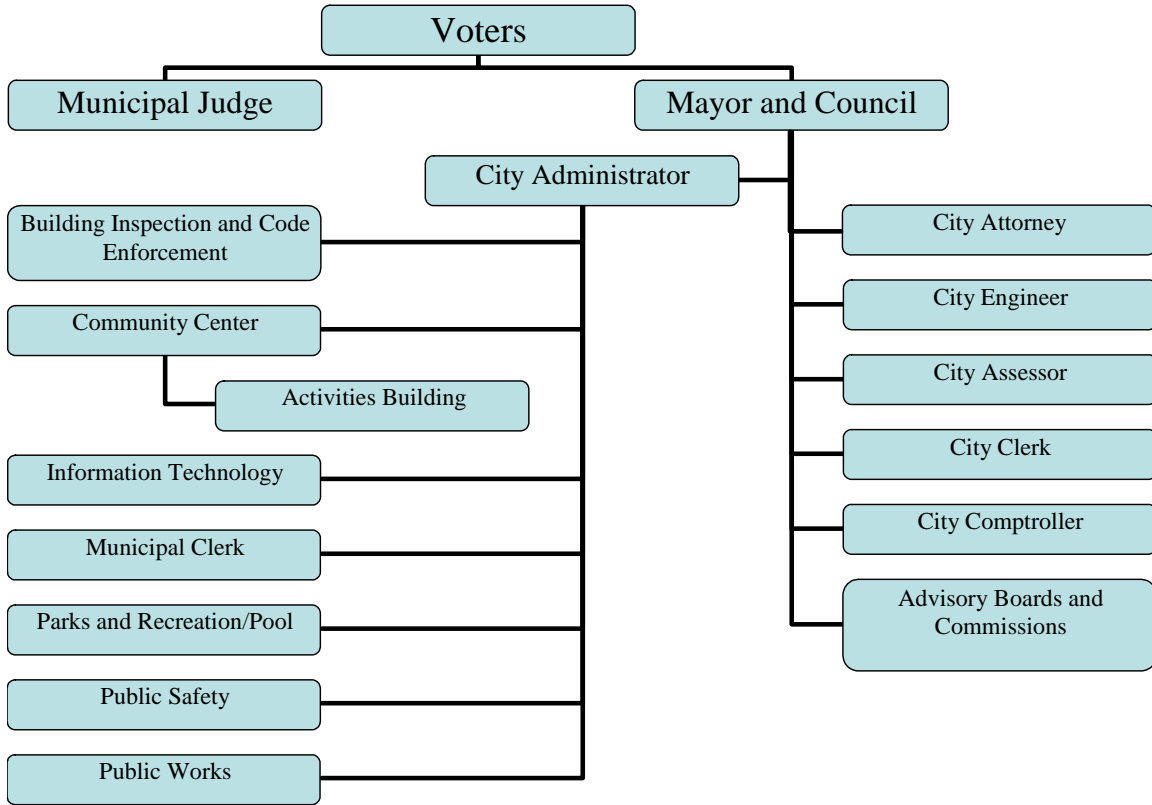 Voters
Municipal Judge
Mayor and Council
City Administrator
Building Inspection and Code
Enforcement
Community Center
Activities Building
Information Technology
Municipal Clerk
Parks and Recreation/Pool
Public Safety
Public Works
City Attorney
City Engineer
City Assessor
City Clerk
City Comptroller
Advisory Boards and
Commissions